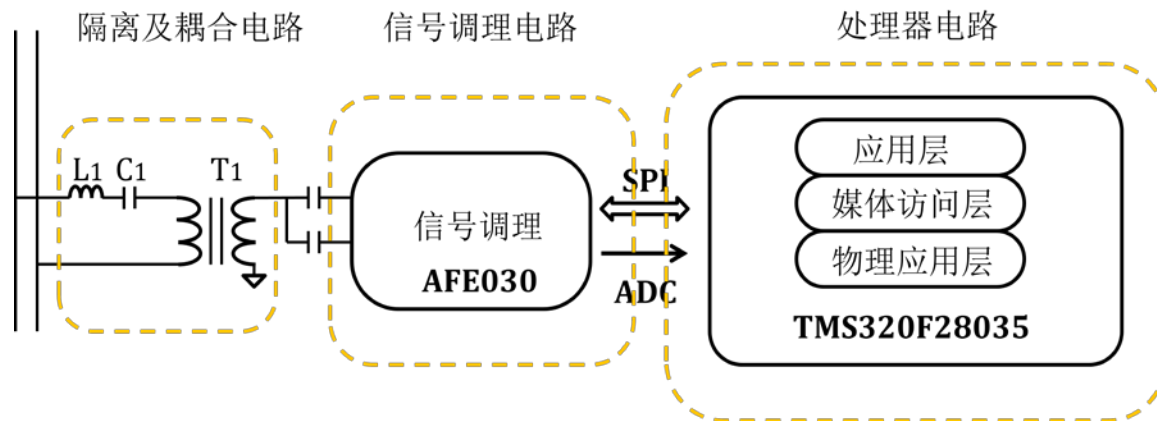 隔离及耦合电路
信号调理电路
处理器电路
L1
C1
T1
信号调理
AFE030
SPI
ADC
应用层
媒体访问层
物理应用层
TMS320F28035